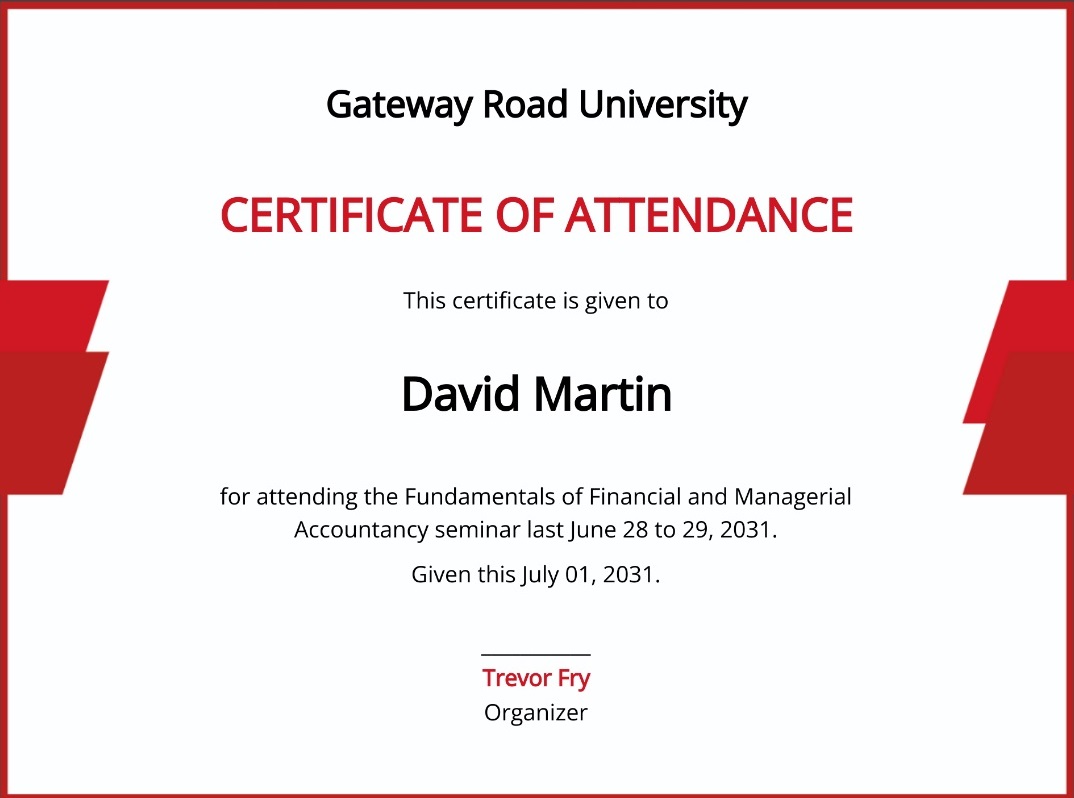 Gateway Road University
CERTIFICATE OF ATTENDANCE
This certificate is given to
David Martin
for attending the Fundamentals of Financial and Managerial
Accountancy seminar last June 28 to 29, 2031.
Given this July 01, 2031.
Trevor Fry
Organizer